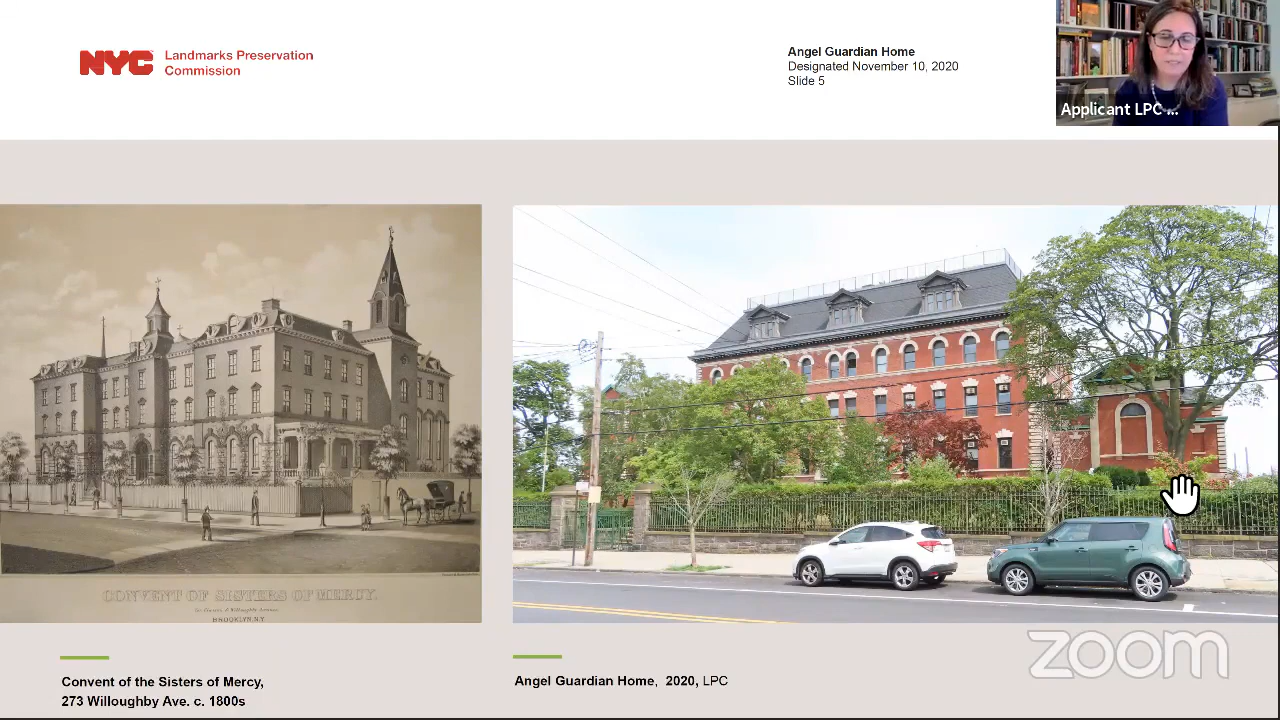 NYC Landmarks Preservation
Commission
Angel Guardian Home
Designated November 10, 2020
Slide 5
Applicant LPC ...
CONVENT OF SISTERS OF MERCY.
BROOKLYN, N.Y.
Convent of the Sisters of Mercy,
273 Willoughby Ave. c. 1800s
Angel Guardian Home, 2020, LPC
zoom